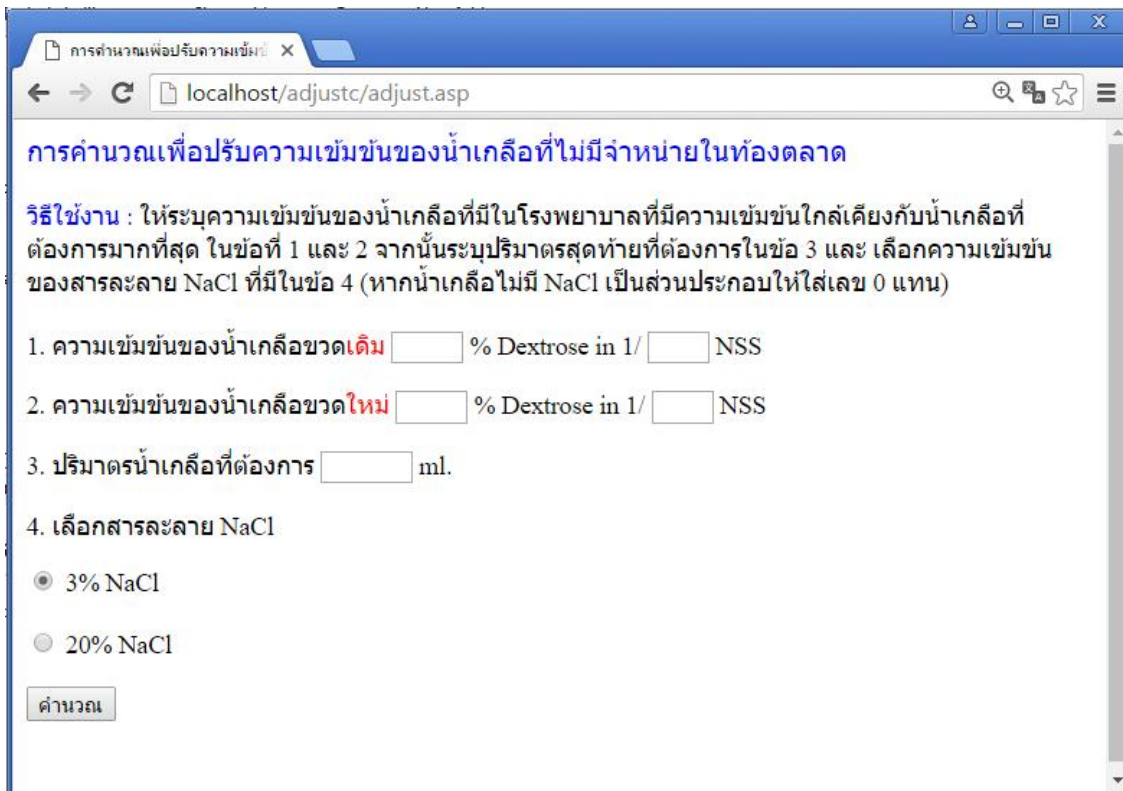 การคำนวณเพื่อปรับความเข้มข้
localhost/adjustc/adjust.asp
การคำนวณเพื่อปรับความเข้มข้นของน้ำเกลือที่ไม่มีจำหน่ายในท้องตลาด
วิธีใช้งาน : ให้ระบุความเข้มข้นของน้ำเกลือที่มีในโรงพยาบาลที่มีความเข้มข้นใกล้เคียงกับน้ำเกลือที่
ต้องการมากที่สุด ในข้อที่ 1 และ 2 จากนั้นระบุปริมาตรสุดท้ายที่ต้องการในข้อ 3 และ เลือกความเข้มข้น
ของสารละลาย NaCl ที่มีในข้อ 4 (หากน้ำเกลือไม่มี NaCl เป็นส่วนประกอบให้ใส่เลข 0 แทน)
1. ความเข้มข้นของน้ำเกลือขวดเดิม % Dextrose in 1/ NSS
2. ความเข้มข้นของน้ำเกลือขวดใหม่ % Dextrose in 1/ NSS
3. ปริมาตรน้ำเกลือที่ต้องการ ml.
4. เลือกสารละลาย NaCl
3% NaCl
20% NaCl
คำนวณ